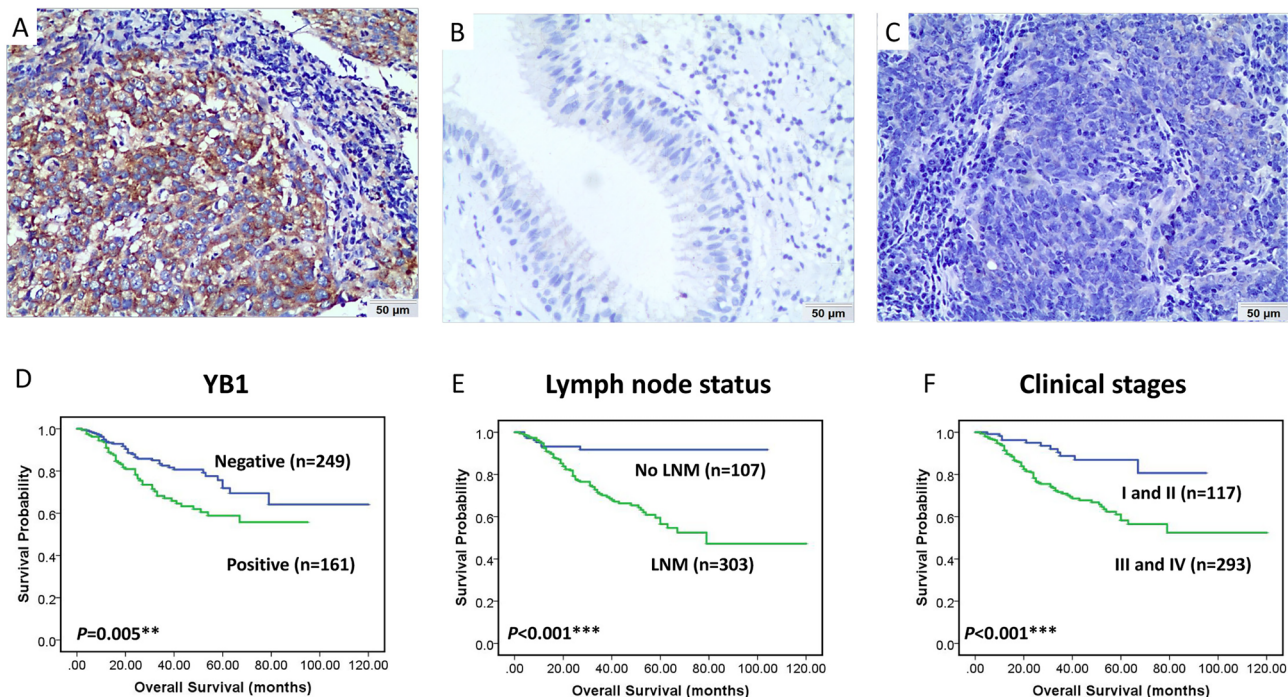 A
B
C
50 µm
50 µm
50 µm
D
YB1
E
Lymph node status
F
Clinical stages
Survival Probability
1.0
0.8
0.6
0.4
0.2
0.0
Negative (n=249)
Positive (n=161)
P=0.005**
.00 20.00 40.00 60.00 80.00 100.00 120.00
Overall Survival (months)
Survival Probability
1.0
0.8
0.6
0.4
0.2
0.0
No LNM (n=107)
LNM (n=303)
P<0.001***
.00 20.00 40.00 60.00 80.00 100.00 120.00
Overall Survival (months)
Survival Probability
1.0
0.8
0.6
0.4
0.2
0.0
I and II (n=117)
III and IV (n=293)
P<0.001***
.00 20.00 40.00 60.00 80.00 100.00 120.00
Overall Survival (months)